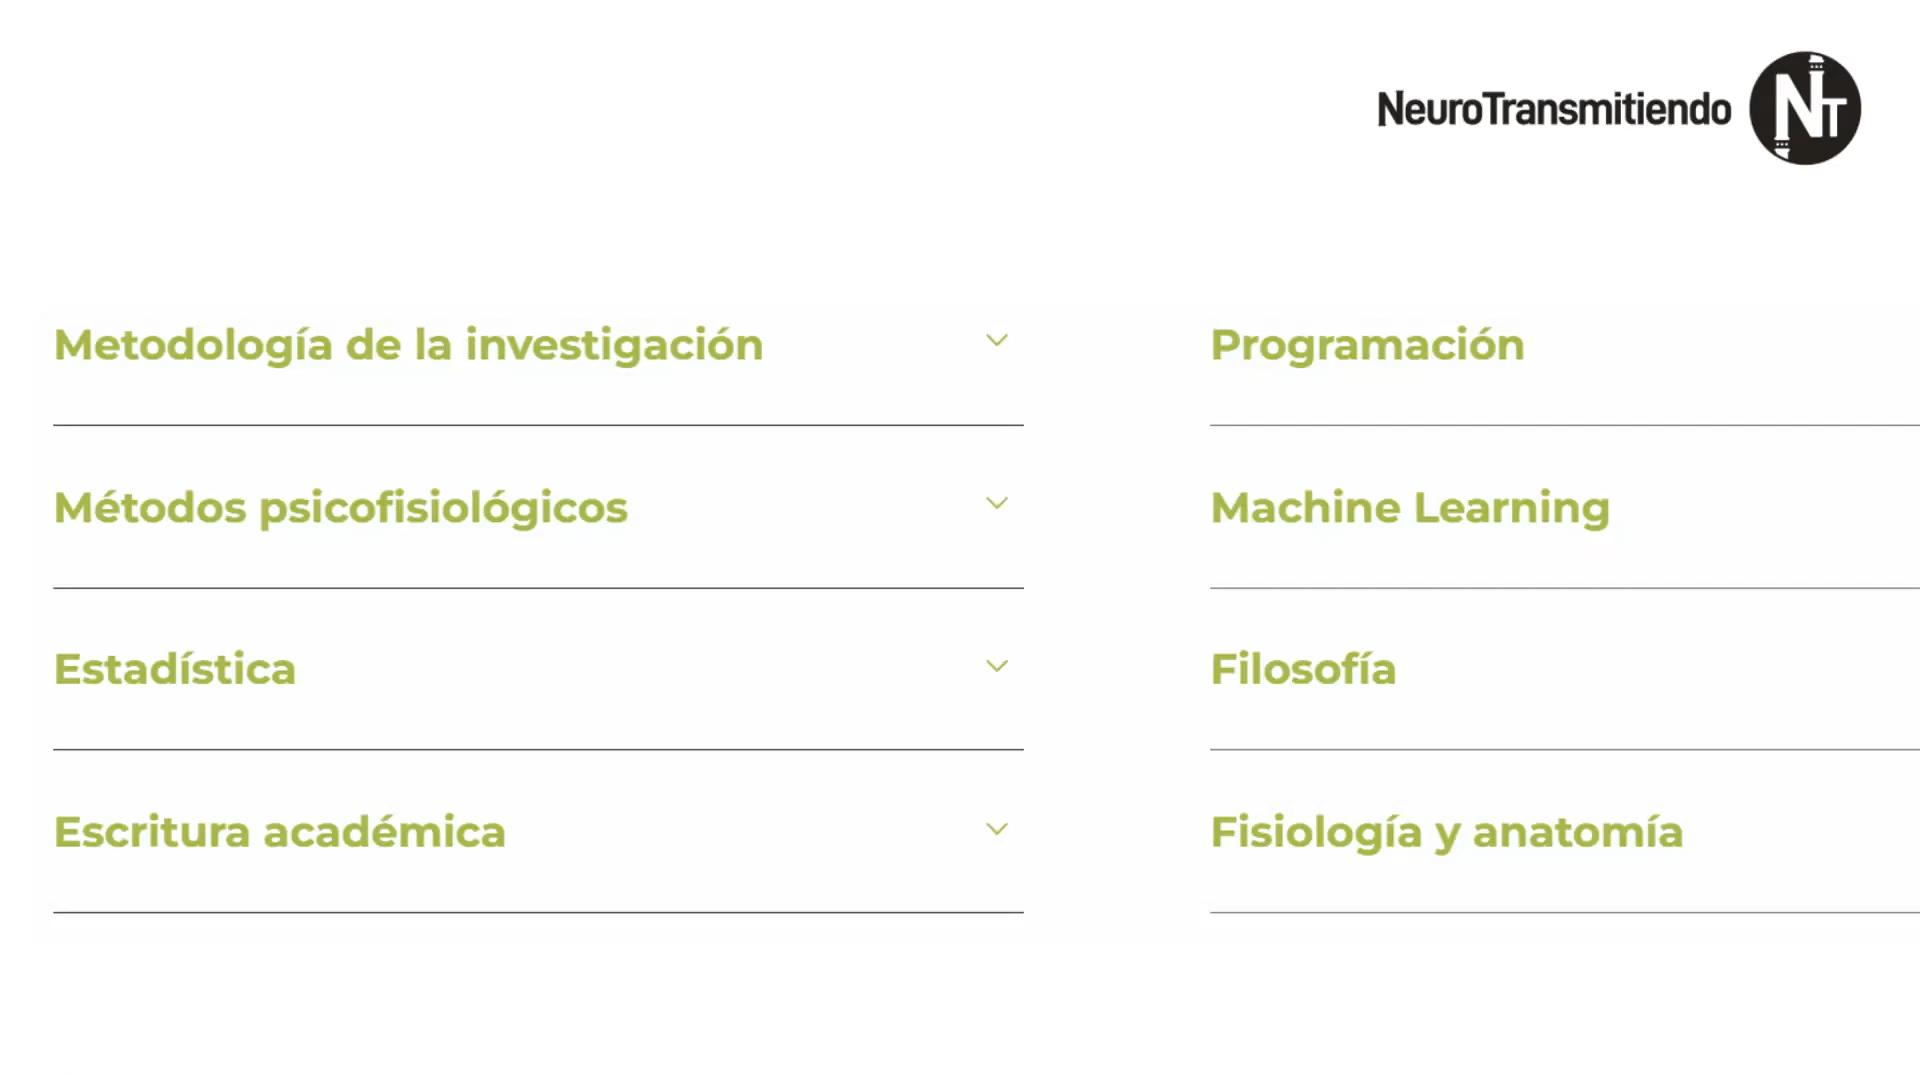 NeuroTransmitiendo
NT
Metodología de la investigación
Métodos psicofisiológicos
Estadística
Escritura académica
Programación
Machine Learning
Filosofía
Fisiología y anatomía